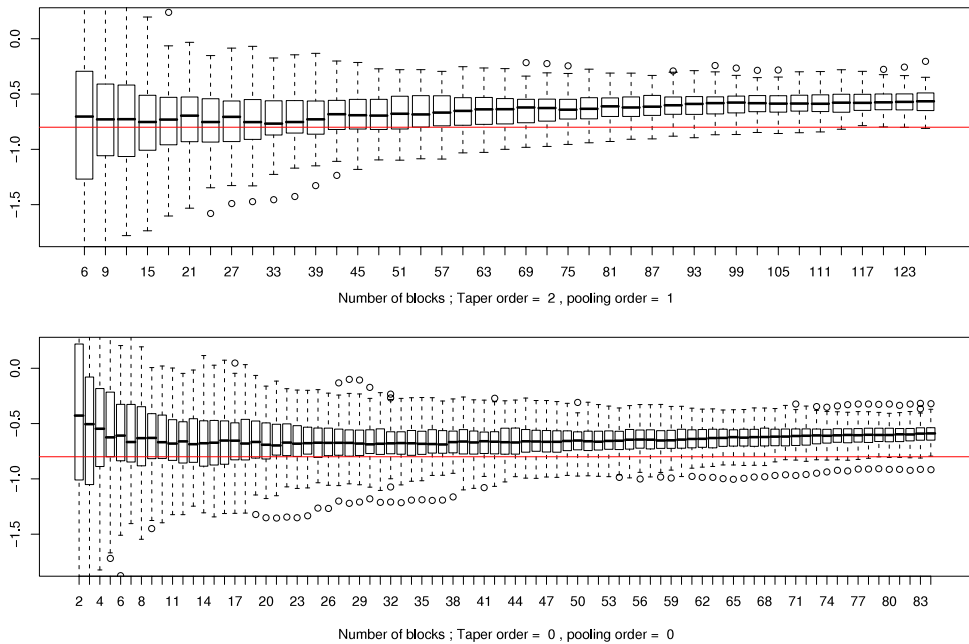 0.0
−0.5
−1.0
−1.5
6 9 15 21 27 33 39 45 51 57 63 69 75 81 87 93 99 105 111 117 123
Number of blocks ; Taper order = 2 , pooling order = 1
0.0
−0.5
−1.0
−1.5
2 4 6 8 11 14 17 20 23 26 29 32 35 38 41 44 47 50 53 56 59 62 65 68 71 74 77 80 83
Number of blocks ; Taper order = 0 , pooling order = 0